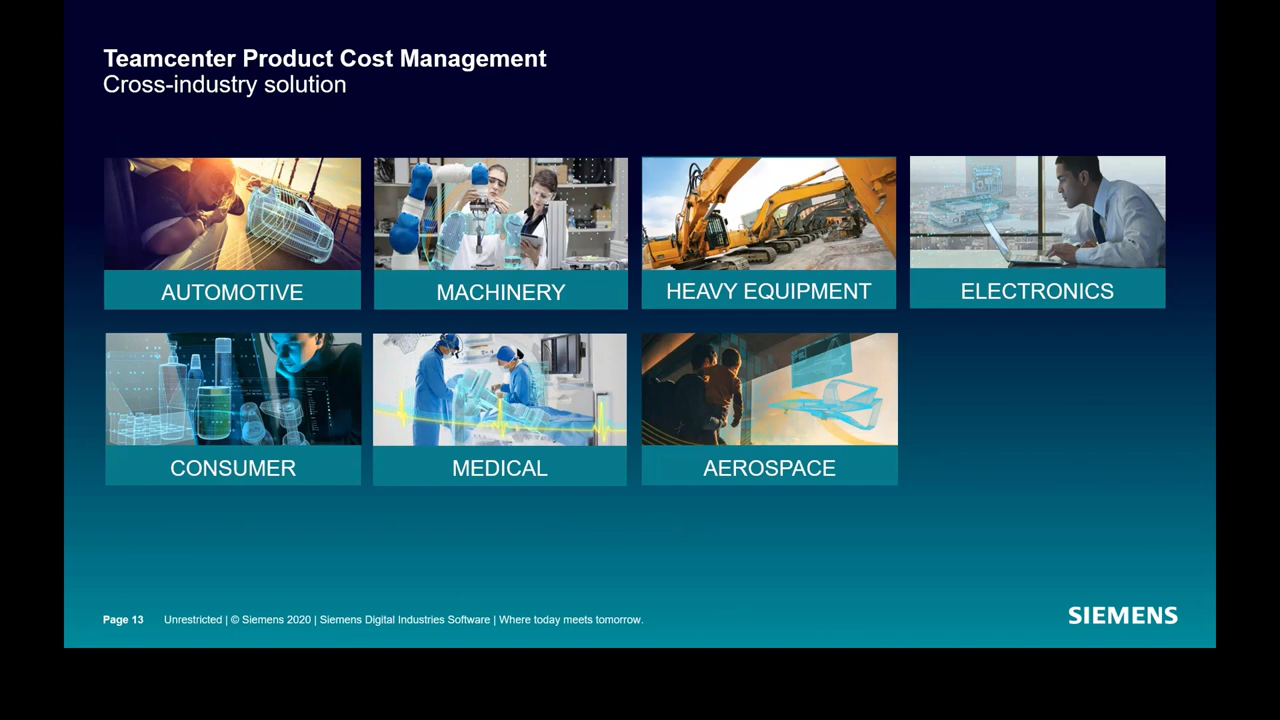 Teamcenter Product Cost Management
Cross-industry solution
AUTOMOTIVE
MACHINERY
HEAVY EQUIPMENT
ELECTRONICS
CONSUMER
MEDICAL
AEROSPACE
Page 13 Unrestricted | © Siemens 2020 | Siemens Digital Industries Software | Where today meets tomorrow.
SIEMENS